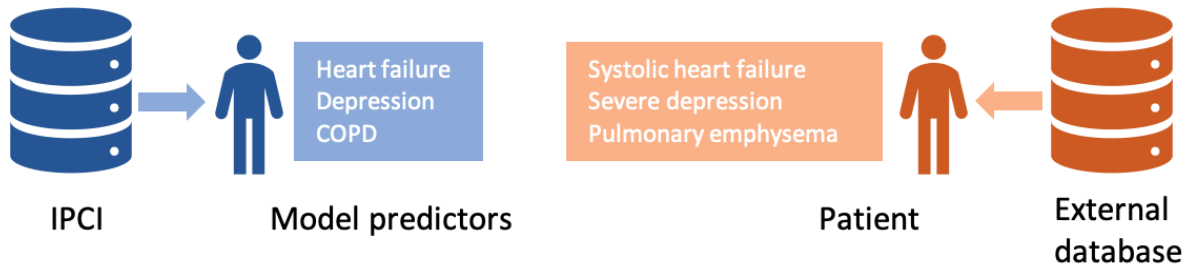 Heart failure
Depression
COPD
Systolic heart failure
Severe depression
Pulmonary emphysema
IPCI
Model predictors
Patient
External
database